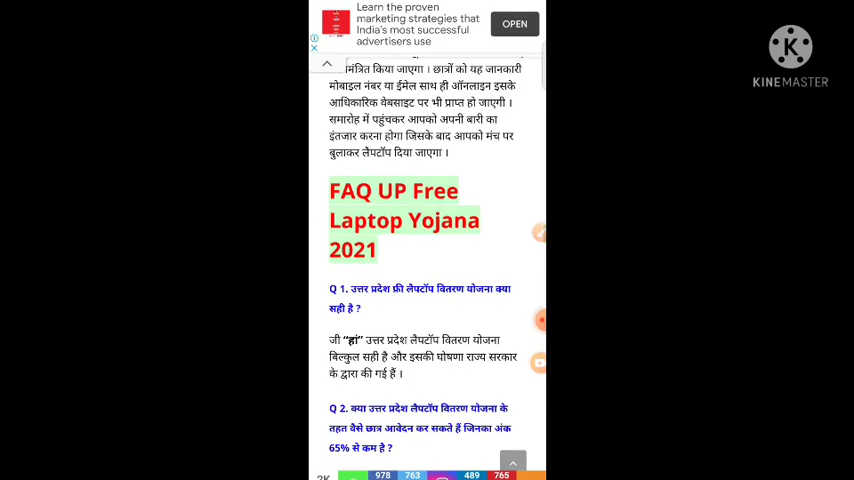 Learn the proven
marketing strategies that
India's most successful
advertisers use
OPEN
K
KINEMASTER
किया जाएगा । छात्रों को यह जानकारी
मोबाइल नंबर या ईमेल साथ ही ऑनलाइन इसके
आधिकारिक वेबसाइट पर भी प्राप्त हो जाएगी ।
समारोह में पहुंचकर आपको अपनी बारी का
इंतजार करना होगा जिसके बाद आपको मंच पर
बुलाकर लैपटॉप दिया जाएगा ।
FAQ UP Free
Laptop Yojana
2021
Q 1. उत्तर प्रदेश फ्री लैपटॉप वितरण योजना क्या
सही है ?
जी “हां” उत्तर प्रदेश लैपटॉप वितरण योजना
बिल्कुल सही है और इसकी घोषणा राज्य सरकार
के द्वारा की गई हैं ।
Q 2. क्या उत्तर प्रदेश लैपटॉप वितरण योजना के
तहत वैसे छात्र आवेदन कर सकते हैं जिनका अंक
65% से कम है ?
2K 978 763 489 765